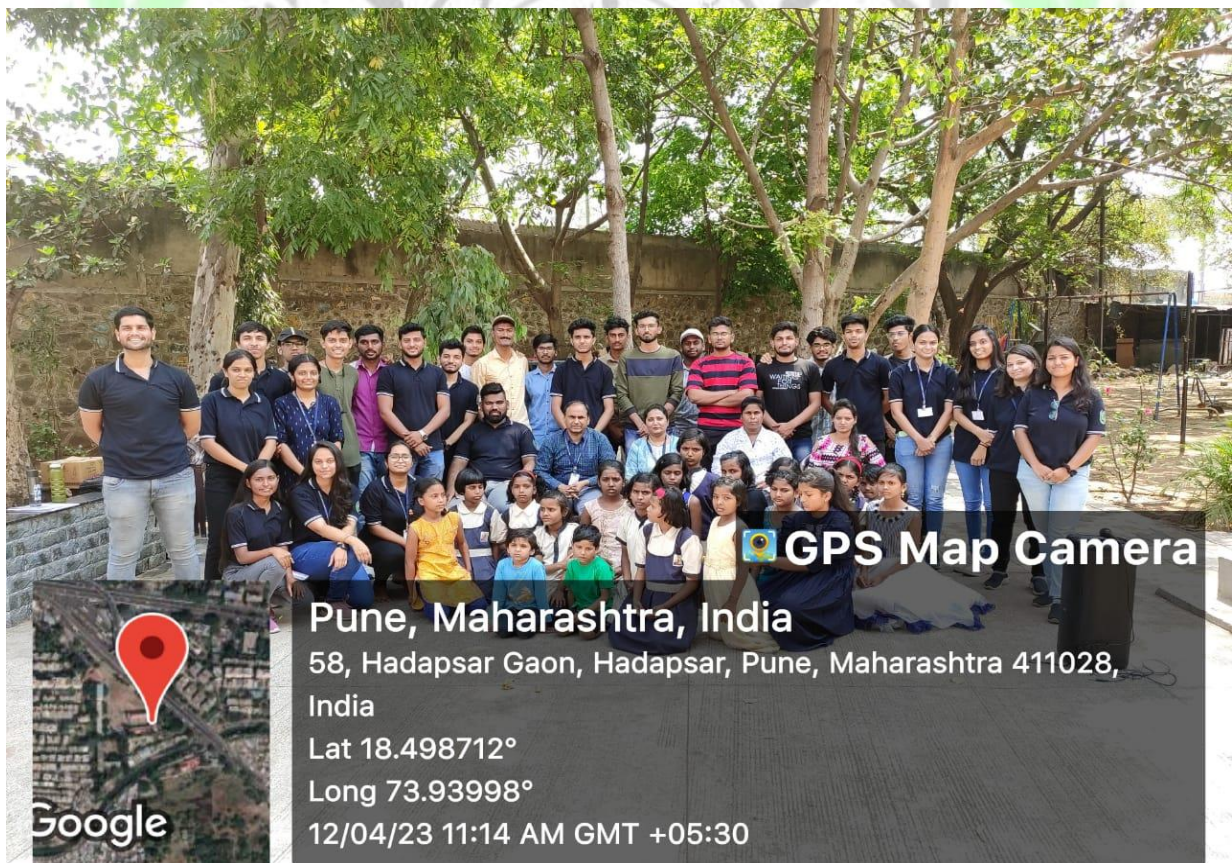 GPS Map Camera
Pune, Maharashtra, India
58, Hadapsar Gaon, Hadapsar, Pune, Maharashtra 411028,
India
Lat 18.498712°
Long 73.93998°
12/04/23 11:14 AM GMT +05:30
Google